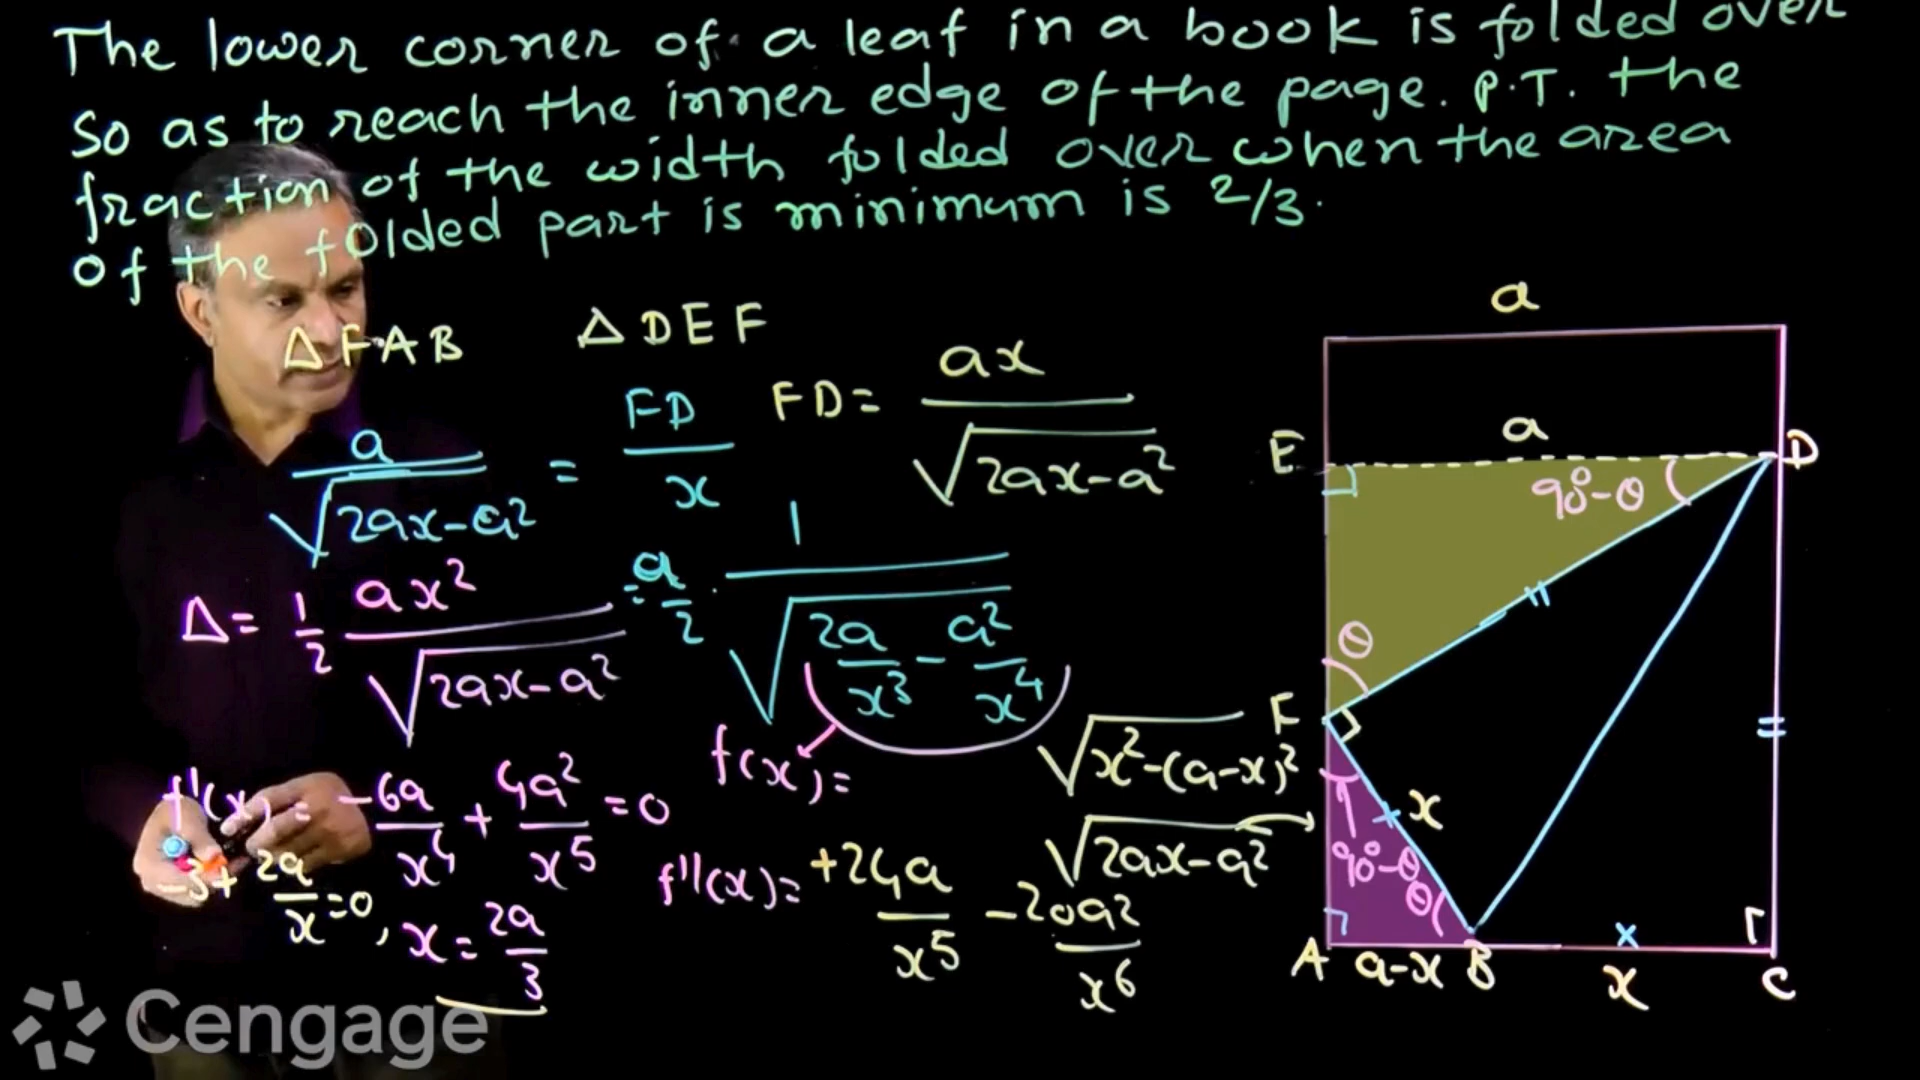 The lower corner of a leaf in a book is folded over
so as to reach the inner edge of the page. P.T. the
fraction of the width folded over when the area
of the folded part is minimum is 2/3.
△FAB △DEF
a/√(2ax-a²) = FD/x FD = ax/√(2ax-a²)
Δ = 1/2 ax²/√(2ax-a²) = a/2 · 1/√(2a/x³ - a²/x⁴)
f(x) =
f'(x) = -6a/x⁴ + 4a²/x⁵ = 0
-3 + 2a/x = 0, x = 2a/3
f''(x) = +24a/x⁵ - 20a²/x⁶
√(x²-(a-x)²)
√(2ax-a²)
a
E a D
90°-θ
θ
F
x
90°-θ
θ
A a-x B x C
Cengage